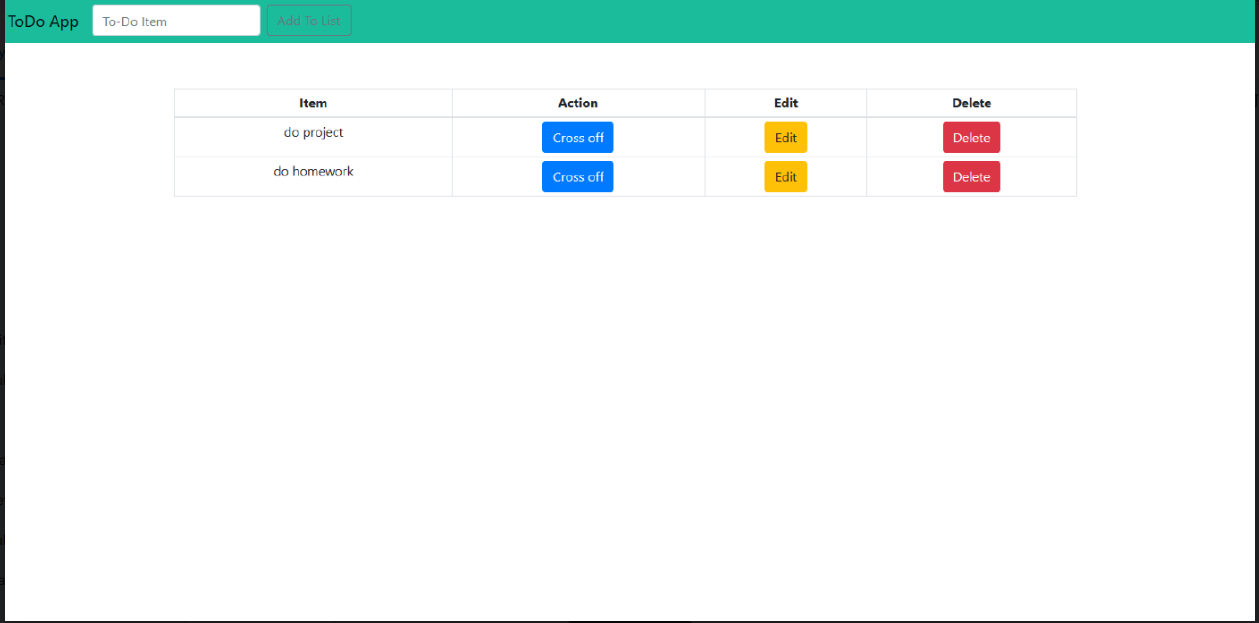 ToDo App To-Do Item Add To List
Item Action Edit Delete
do project Cross off Edit Delete
do homework Cross off Edit Delete